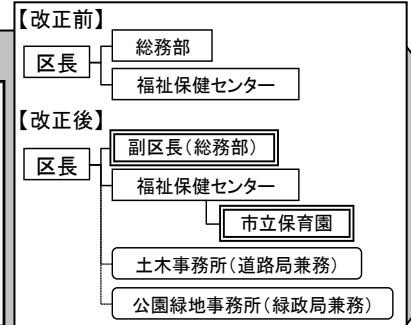 【改正前】
区長
総務部
福祉保健センター
【改正後】
区長
副区長(総務部)
福祉保健センター
市立保育園
土木事務所(道路局兼務)
公園緑地事務所(緑政局兼務)